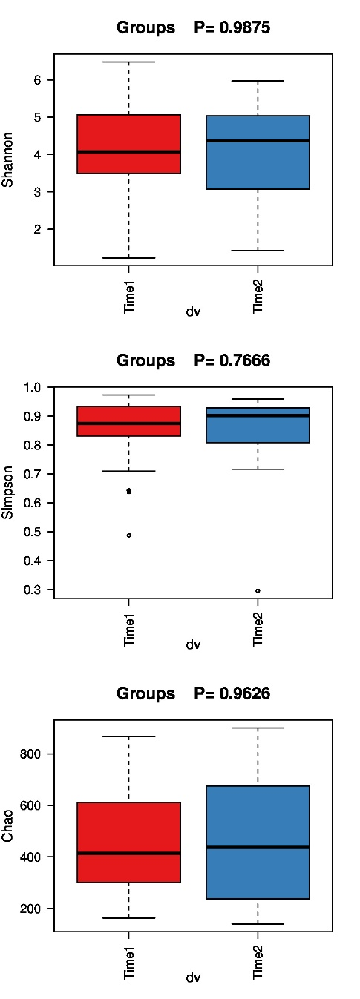 Groups P= 0.9875
6
5
4
3
2
Shannon
Time1
Time2
dv
Groups P= 0.7666
1.0
0.9
0.8
0.7
0.6
0.5
0.4
0.3
Simpson
Time1
Time2
dv
Groups P= 0.9626
800
600
400
200
Chao
Time1
Time2
dv